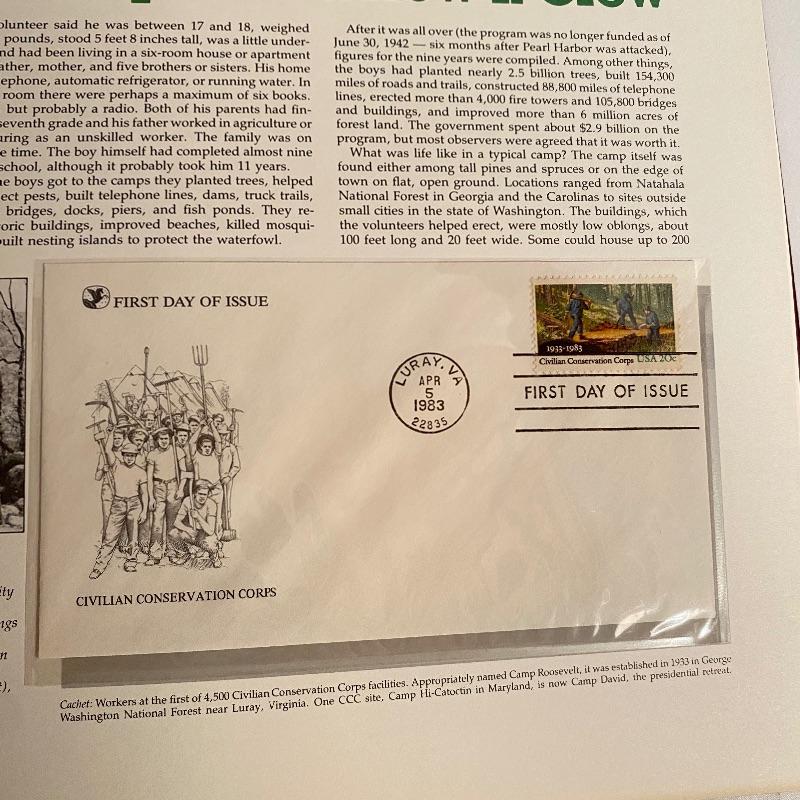 olunteer said he was between 17 and 18, weighed
pounds, stood 5 feet 8 inches tall, was a little under-
nd had been living in a six-room house or apartment
ather, mother, and five brothers or sisters. His home
ephone, automatic refrigerator, or running water. In
room there were perhaps a maximum of six books.
but probably a radio. Both of his parents had fin-
seventh grade and his father worked in agriculture or
uring as an unskilled worker. The family was on
e time. The boy himself had completed almost nine
school, although it probably took him 11 years.
he boys got to the camps they planted trees, helped
ect pests, built telephone lines, dams, truck trails,
bridges, docks, piers, and fish ponds. They re-
oric buildings, improved beaches, killed mosqui-
built nesting islands to protect the waterfowl.
After it was all over (the program was no longer funded as of
June 30, 1942 — six months after Pearl Harbor was attacked),
figures for the nine years were compiled. Among other things,
the boys had planted nearly 2.5 billion trees, built 154,300
miles of roads and trails, constructed 88,800 miles of telephone
lines, erected more than 4,000 fire towers and 105,800 bridges
and buildings, and improved more than 6 million acres of
forest land. The government spent about $2.9 billion on the
program, but most observers were agreed that it was worth it.
What was life like in a typical camp? The camp itself was
found either among tall pines and spruces or on the edge of
town on flat, open ground. Locations ranged from Natahala
National Forest in Georgia and the Carolinas to sites outside
small cities in the state of Washington. The buildings, which
the volunteers helped erect, were mostly low oblongs, about
100 feet long and 20 feet wide. Some could house up to 200
FIRST DAY OF ISSUE
1933-1983
Civilian Conservation Corps USA 20c
LURAY, VA
APR
5
1983
22835
FIRST DAY OF ISSUE
CIVILIAN CONSERVATION CORPS
ity
ngs
n
),
Cachet: Workers at the first of 4,500 Civilian Conservation Corps facilities. Appropriately named Camp Roosevelt, it was established in 1933 in George
Washington National Forest near Luray, Virginia. One CCC site, Camp Hi-Catoctin in Maryland, is now Camp David, the presidential retreat.